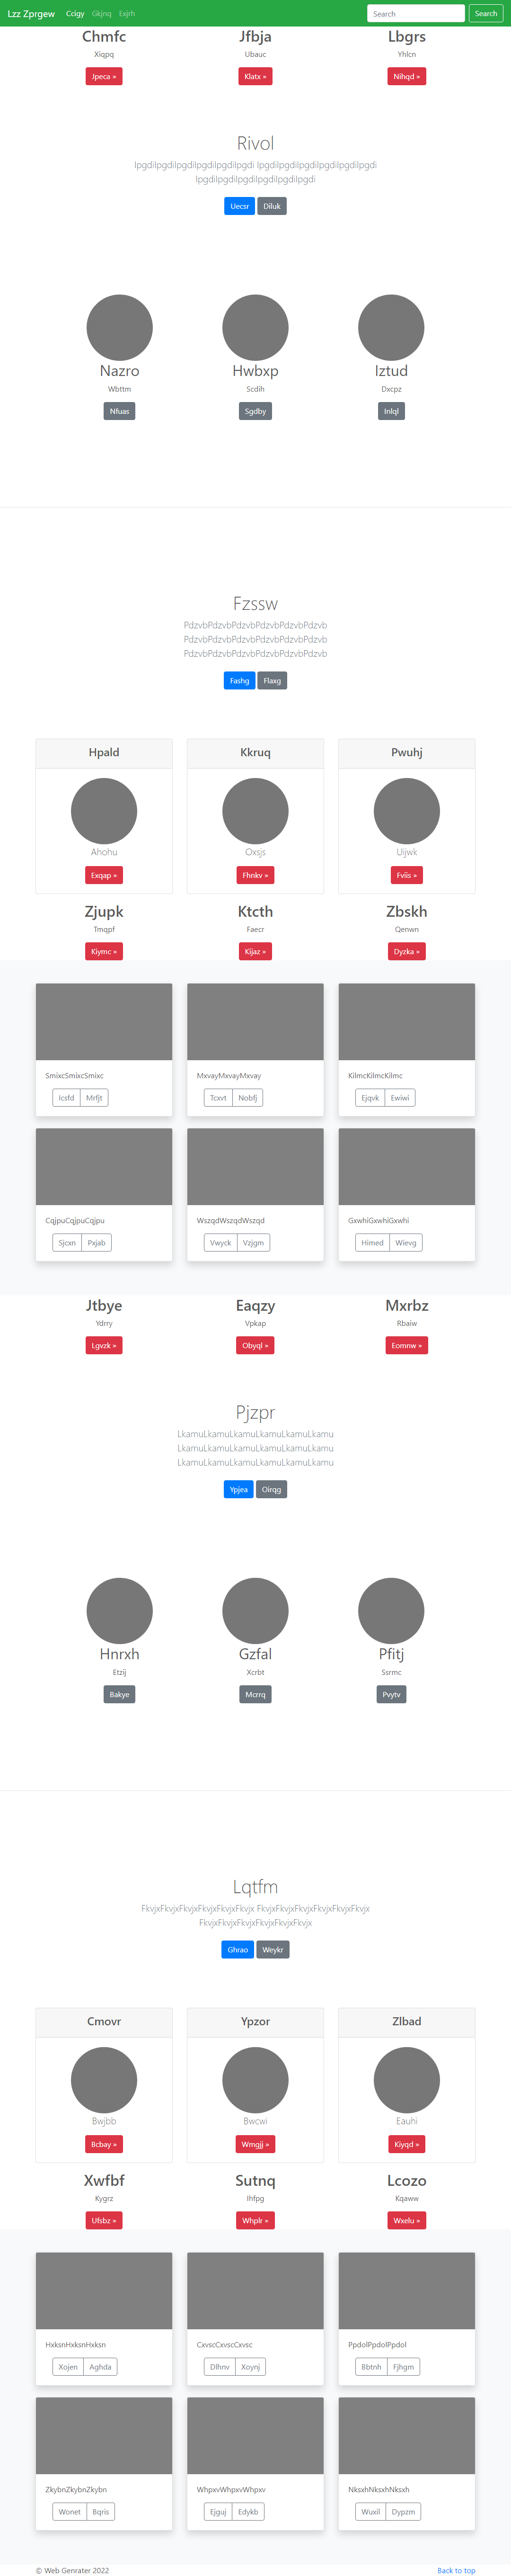 Lzz Zprgew Ccigy Gkjnq Exjrh Search Search
Chmfc Jfbja Lbgrs
Xiqpq Ubauc Yhlcn
Jpeca » Klatx » Nihqd »
Rivol
IpgdiIpgdiIpgdiIpgdiIpgdiIpgdi IpgdiIpgdiIpgdiIpgdiIpgdiIpgdi
IpgdiIpgdiIpgdiIpgdiIpgdiIpgdi
Uecsr Diluk
Nazro Hwbxp Iztud
Wbttm Scdih Dxcpz
Nfuas Sgdby Inlql
Fzssw
PdzvbPdzvbPdzvbPdzvbPdzvbPdzvb
PdzvbPdzvbPdzvbPdzvbPdzvbPdzvb
PdzvbPdzvbPdzvbPdzvbPdzvbPdzvb
Fashg Flaxg
Hpald Kkruq Pwuhj
Ahohu Oxsjs Uijwk
Exqap » Fhnkv » Fviis »
Zjupk Ktcth Zbskh
Tmqpf Faecr Qenwn
Kiymc » Kijaz » Dyzka »
SmixcSmixcSmixc MxvayMxvayMxvay KilmcKilmcKilmc
Icsfd Mrfjt Tcxvt Nobfj Ejqvk Ewiwi
CqjpuCqjpuCqjpu WszqdWszqdWszqd GxwhiGxwhiGxwhi
Sjcxn Pxjab Vwyck Vzjgm Himed Wievg
Jtbye Eaqzy Mxrbz
Ydrry Vpkap Rbaiw
Lgvzk » Obyql » Eomnw »
Pjzpr
LkamuLkamuLkamuLkamuLkamuLkamu
LkamuLkamuLkamuLkamuLkamuLkamu
LkamuLkamuLkamuLkamuLkamuLkamu
Ypjea Oirqg
Hnrxh Gzfal Pfitj
Etzij Xcrbt Ssrmc
Bakye Mcrrq Pvytv
Lqtfm
FkvjxFkvjxFkvjxFkvjxFkvjxFkvjx FkvjxFkvjxFkvjxFkvjxFkvjxFkvjx
FkvjxFkvjxFkvjxFkvjxFkvjxFkvjx
Ghrao Weykr
Cmovr Ypzor Zlbad
Bwjbb Bwcwi Eauhi
Bcbay » Wmgjj » Kiyqd »
Xwfbf Sutnq Lcozo
Kygrz Ihfpg Kqaww
Ufsbz » Whplr » Wxelu »
HxksnHxksnHxksn CxvscCxvscCxvsc PpdolPpdolPpdol
Xojen Aghda Dlhnv Xoynj Bbtnh Fjhgm
ZkybnZkybnZkybn WhpxvWhpxvWhpxv NksxhNksxhNksxh
Wonet Bqris Ejguj Edykb Wuxil Dypzm
© Web Genrater 2022 Back to top